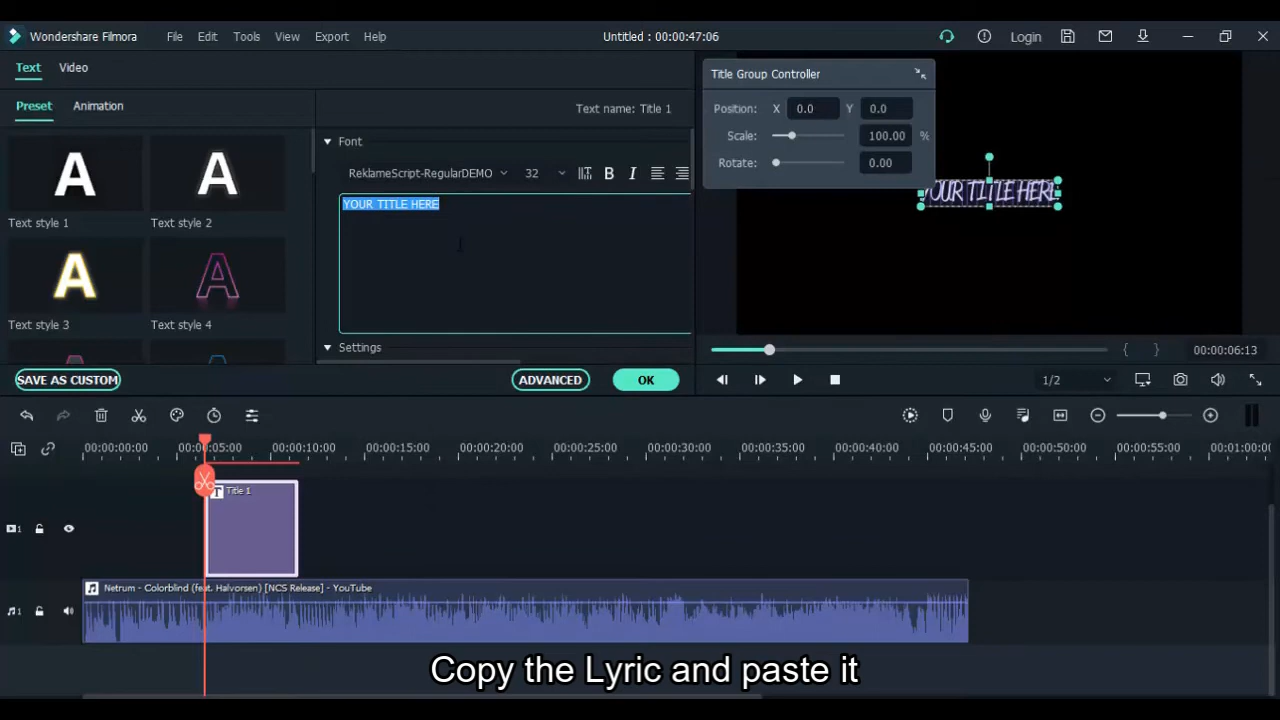 Wondershare Filmora File Edit Tools View Export Help Untitled : 00:00:47:06 Login
Text Video
Title Group Controller
Preset Animation Text name: Title 1
Position: X 0.0 Y 0.0
Font
Scale: 100.00 %
Rotate: 0.00
ReklameScript-RegularDEMO 32 B I
YOUR TITLE HERE
YOUR TITLE HERE
A A
Text style 1 Text style 2
A A
Text style 3 Text style 4
Settings
{ } 00:00:06:13
SAVE AS CUSTOM ADVANCED OK 1/2
00:00:00:00 00:00:05:00 00:00:10:00 00:00:15:00 00:00:20:00 00:00:25:00 00:00:30:00 00:00:35:00 00:00:40:00 00:00:45:00 00:00:50:00 00:00:55:00 00:01:00:00
T Title 1
1
Netrum - Colorblind (feat. Halvorsen) [NCS Release] - YouTube
1
Copy the Lyric and paste it